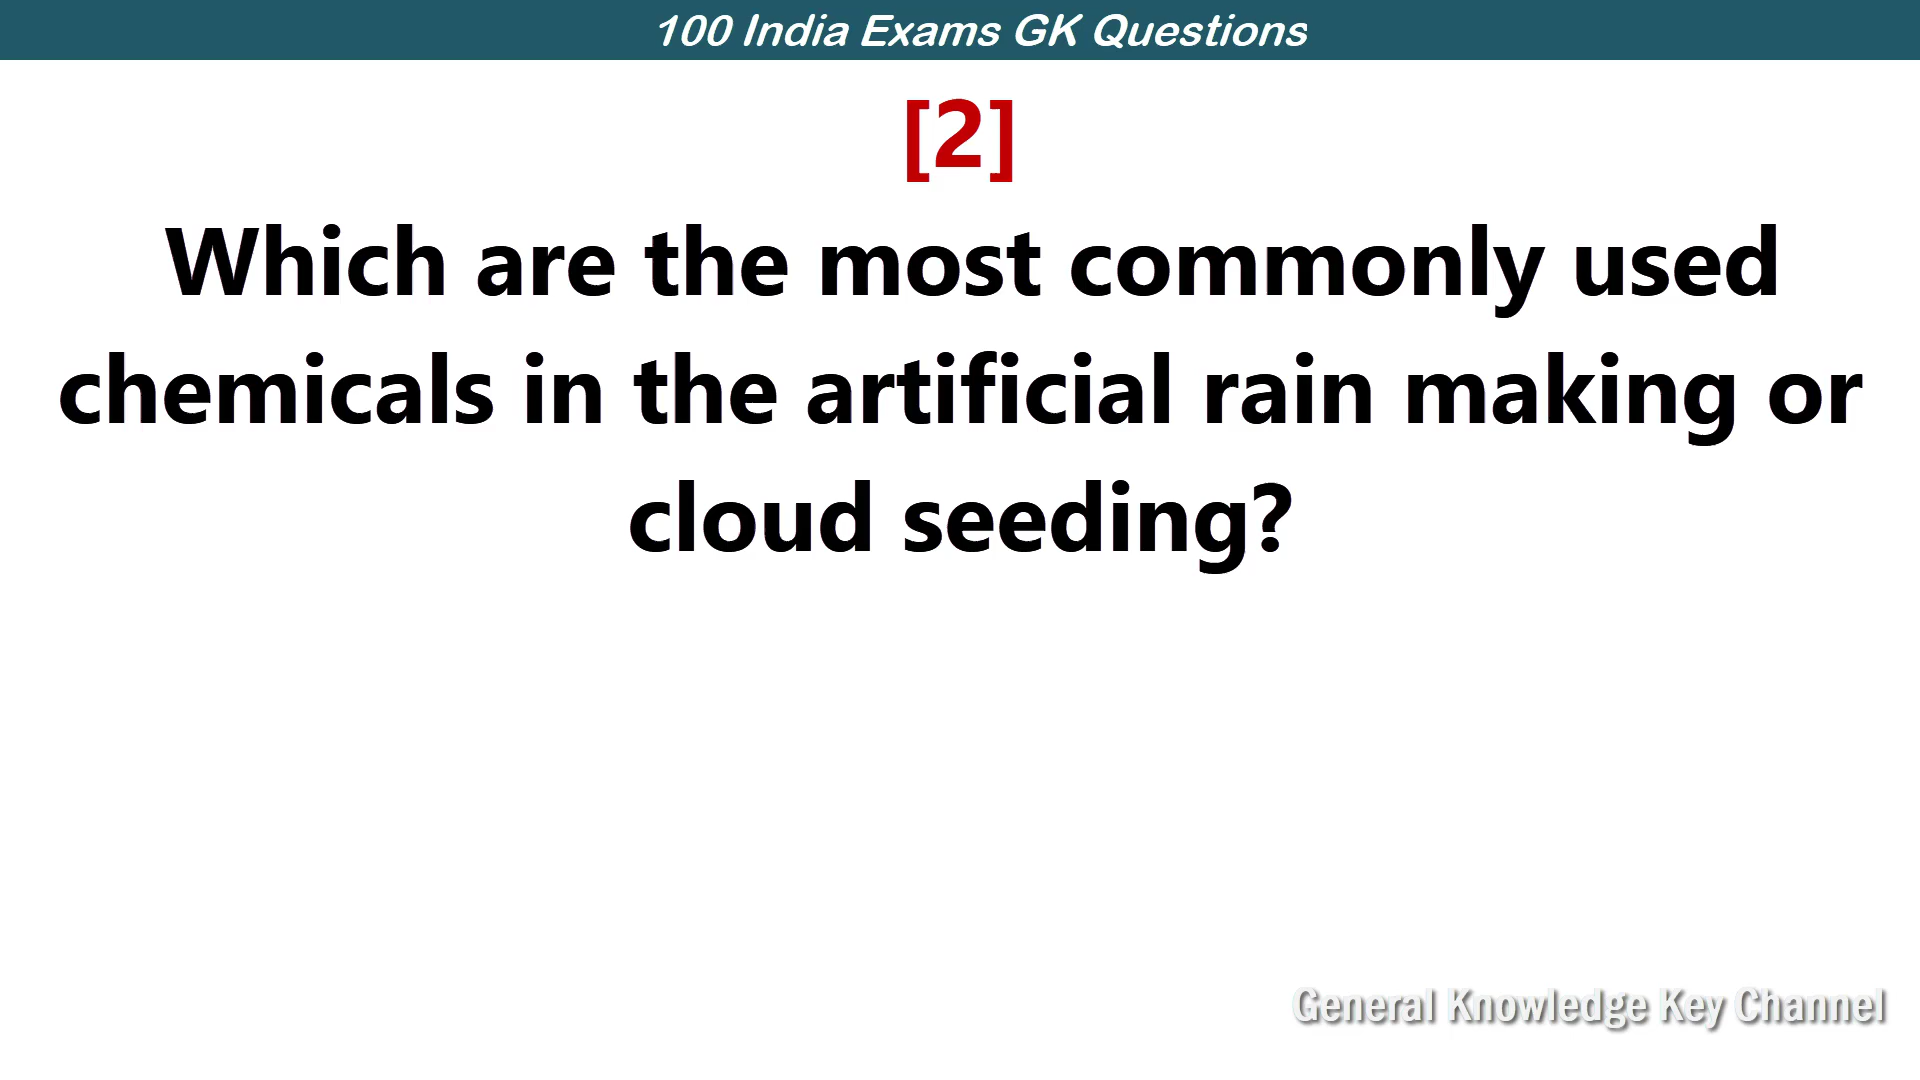 100 India Exams GK Questions
[2]
Which are the most commonly used
chemicals in the artificial rain making or
cloud seeding?
General Knowledge Key Channel